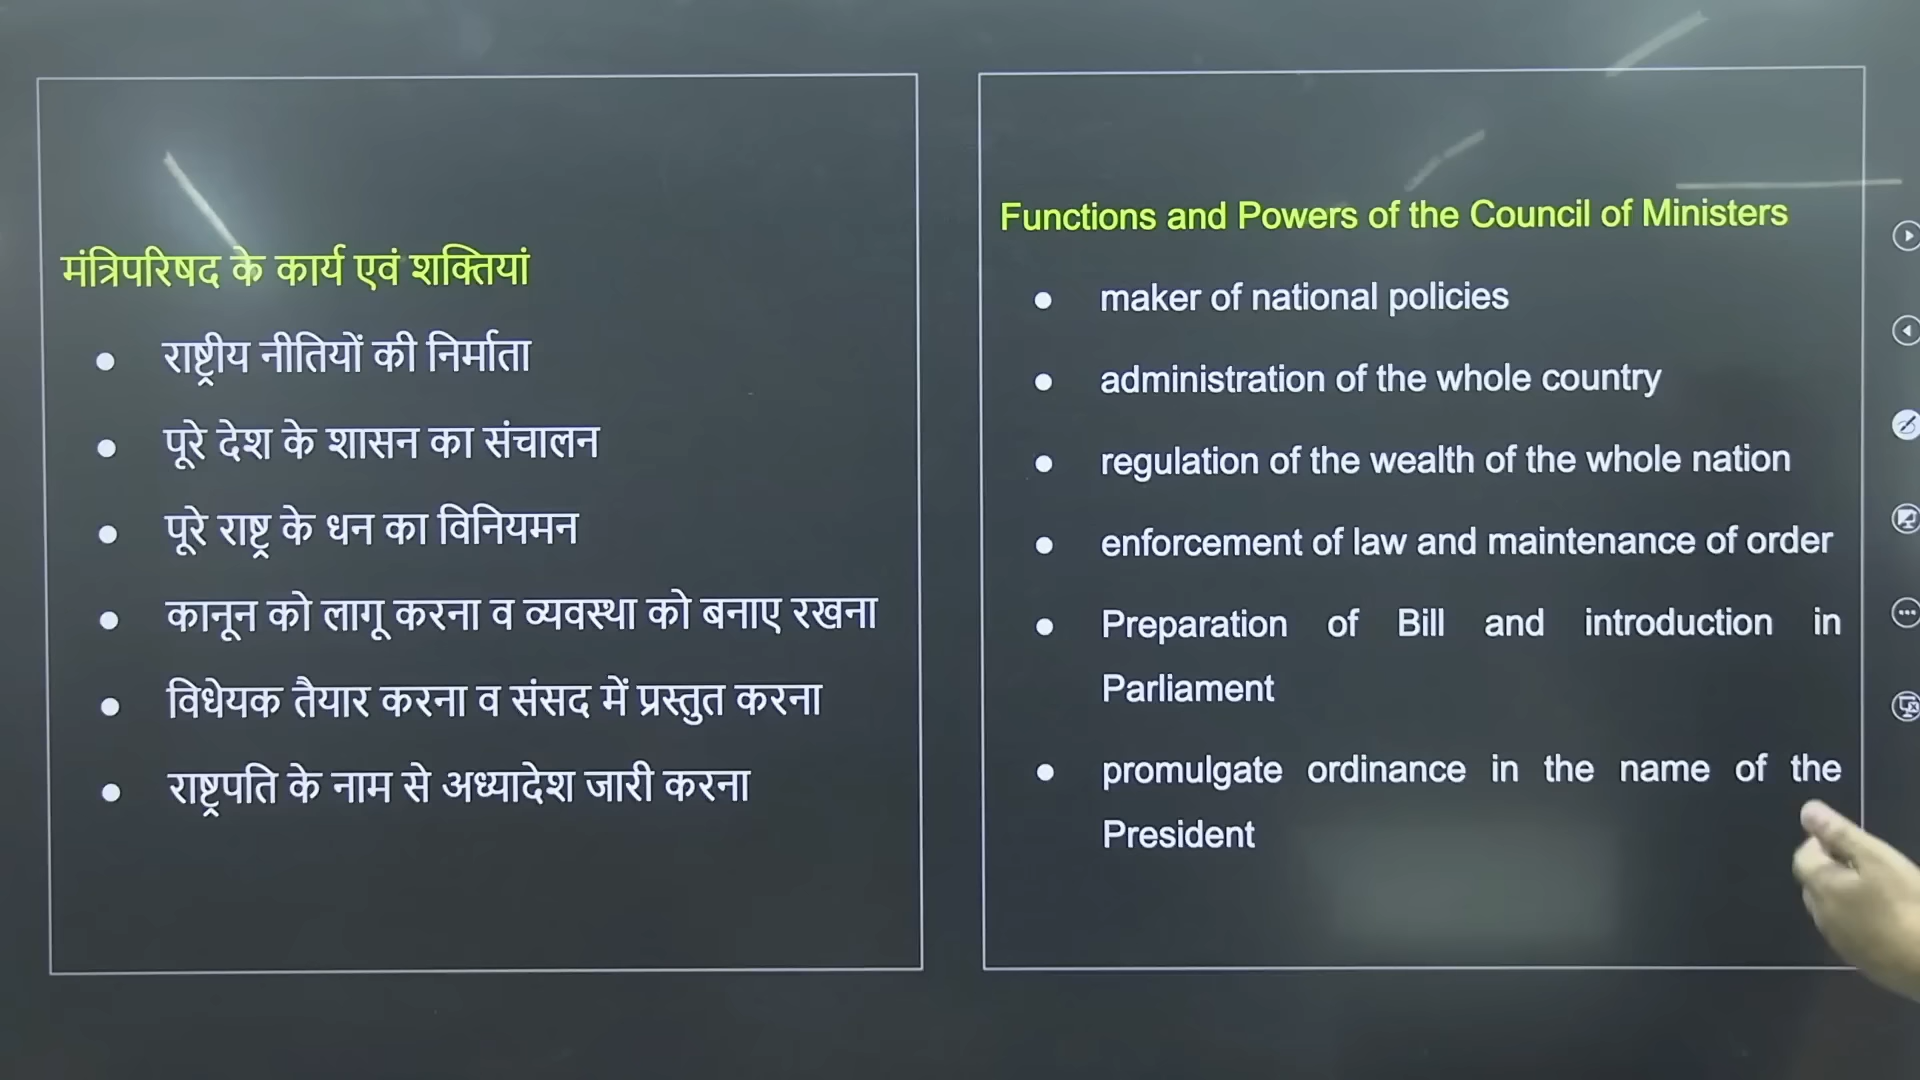 मंत्रिपरिषद के कार्य एवं शक्तियां
● राष्ट्रीय नीतियों की निर्माता
● पूरे देश के शासन का संचालन
● पूरे राष्ट्र के धन का विनियमन
● कानून को लागू करना व व्यवस्था को बनाए रखना
● विधेयक तैयार करना व संसद में प्रस्तुत करना
● राष्ट्रपति के नाम से अध्यादेश जारी करना
Functions and Powers of the Council of Ministers
● maker of national policies
● administration of the whole country
● regulation of the wealth of the whole nation
● enforcement of law and maintenance of order
● Preparation of Bill and introduction in
Parliament
● promulgate ordinance in the name of the
President